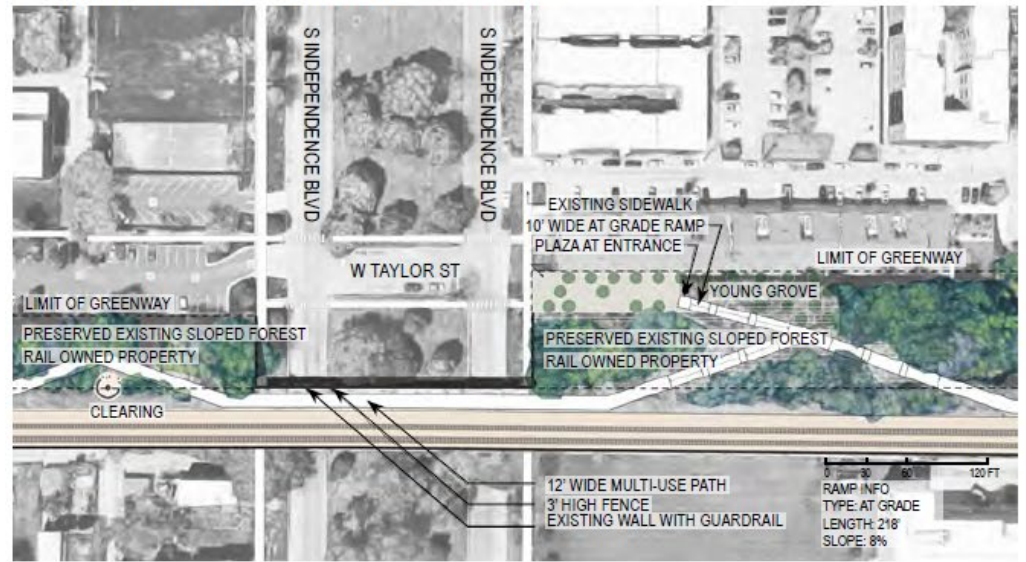 S INDEPENDENCE BLVD
S INDEPENDENCE BLVD
EXISTING SIDEWALK
10' WIDE AT GRADE RAMP
PLAZA AT ENTRANCE
W TAYLOR ST
LIMIT OF GREENWAY
YOUNG GROVE
LIMIT OF GREENWAY
PRESERVED EXISTING SLOPED FOREST
RAIL OWNED PROPERTY
PRESERVED EXISTING SLOPED FOREST
RAIL OWNED PROPERTY
CLEARING
12' WIDE MULTI-USE PATH
3' HIGH FENCE
EXISTING WALL WITH GUARDRAIL
0 30 60 120 FT
RAMP INFO
TYPE: AT GRADE
LENGTH: 218'
SLOPE: 8%